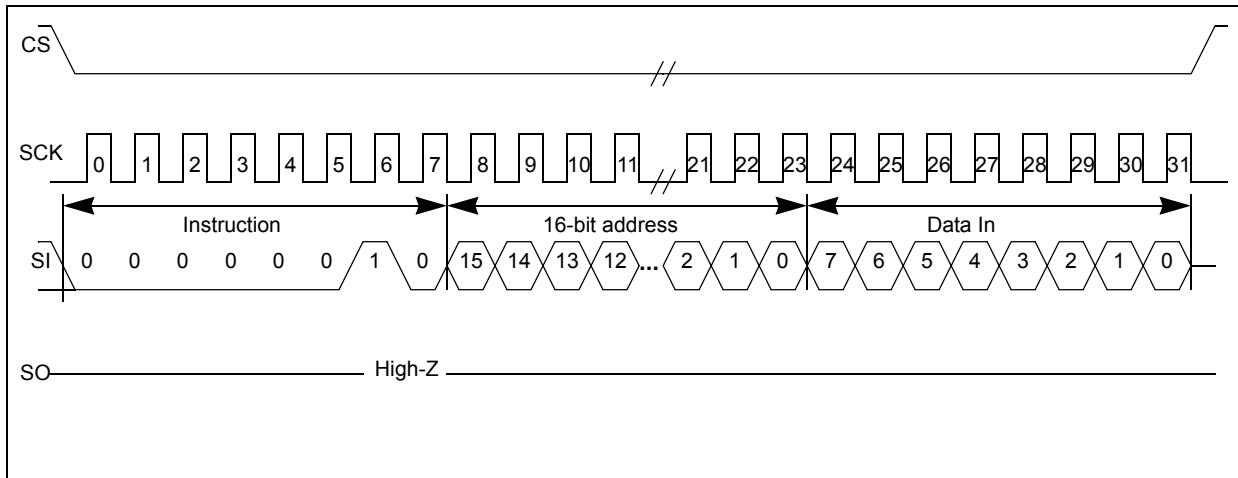 CS
SCK 0 1 2 3 4 5 6 7 8 9 10 11 21 22 23 24 25 26 27 28 29 30 31
Instruction 16-bit address Data In
SI 0 0 0 0 0 0 1 0 15 14 13 12 ... 2 1 0 7 6 5 4 3 2 1 0
SO High-Z